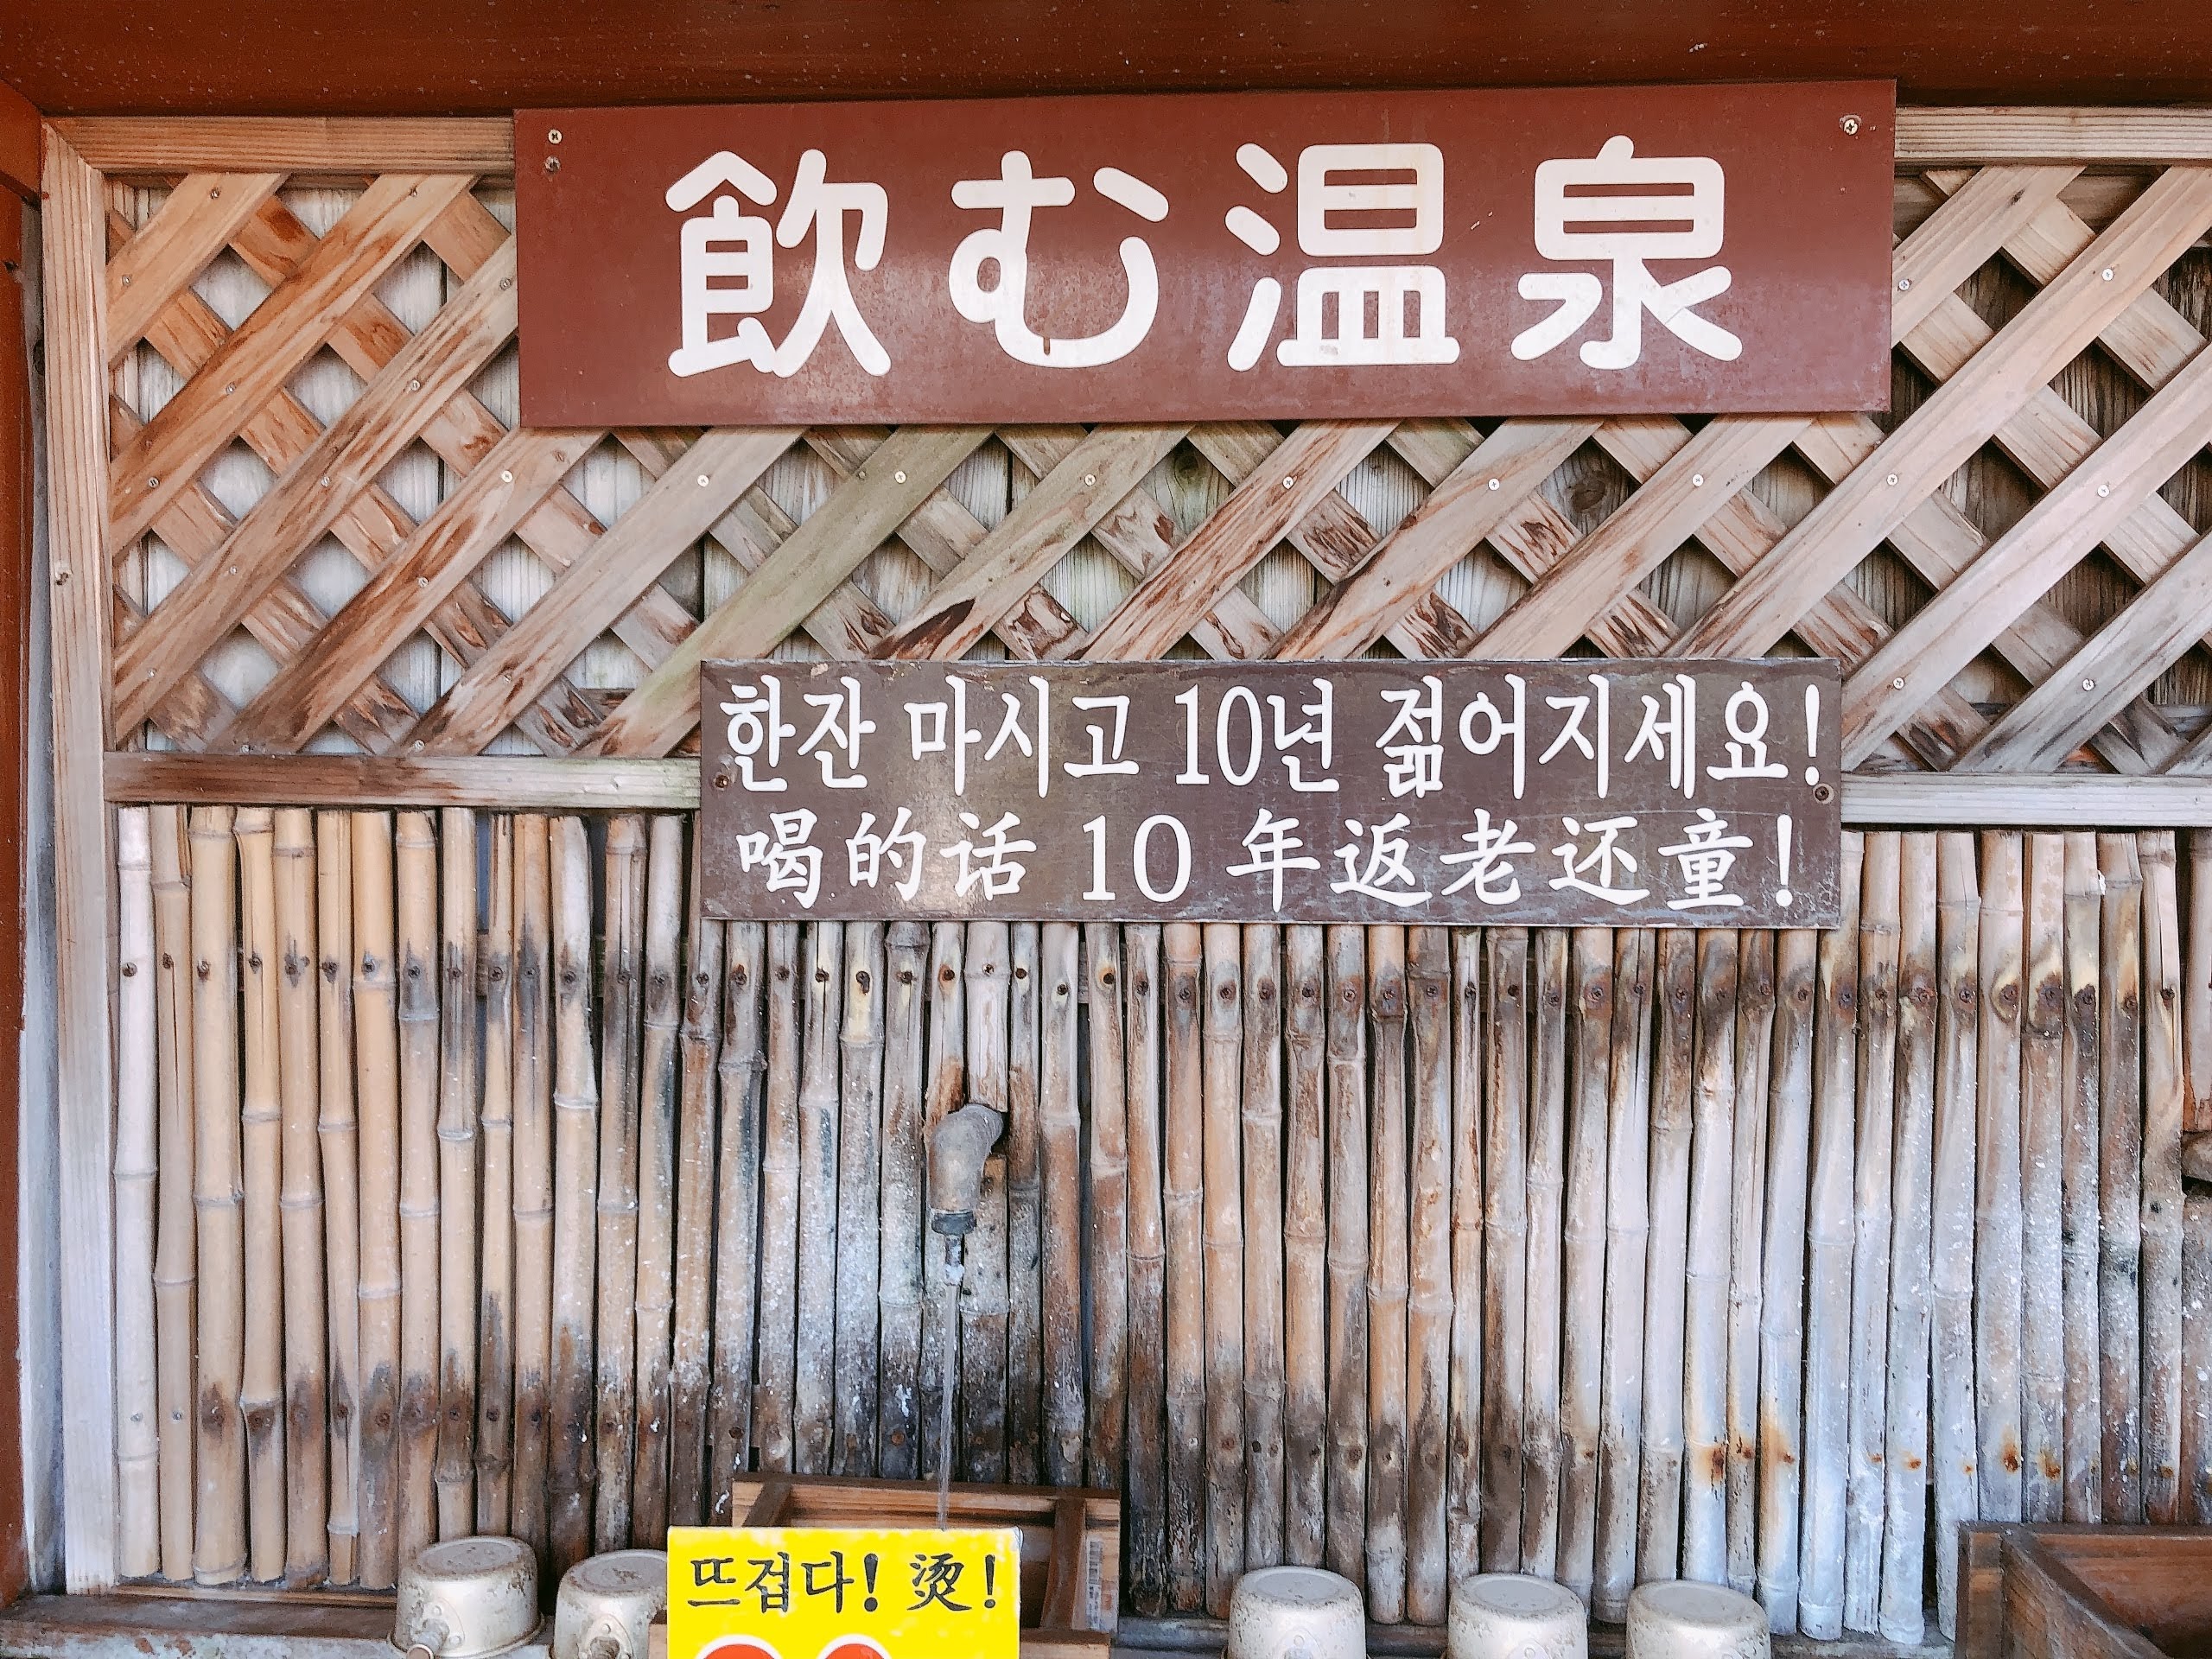 飲む温泉
한잔 마시고 10년 젊어지세요!
喝的话 10 年返老还童!
뜨겁다! 烫!